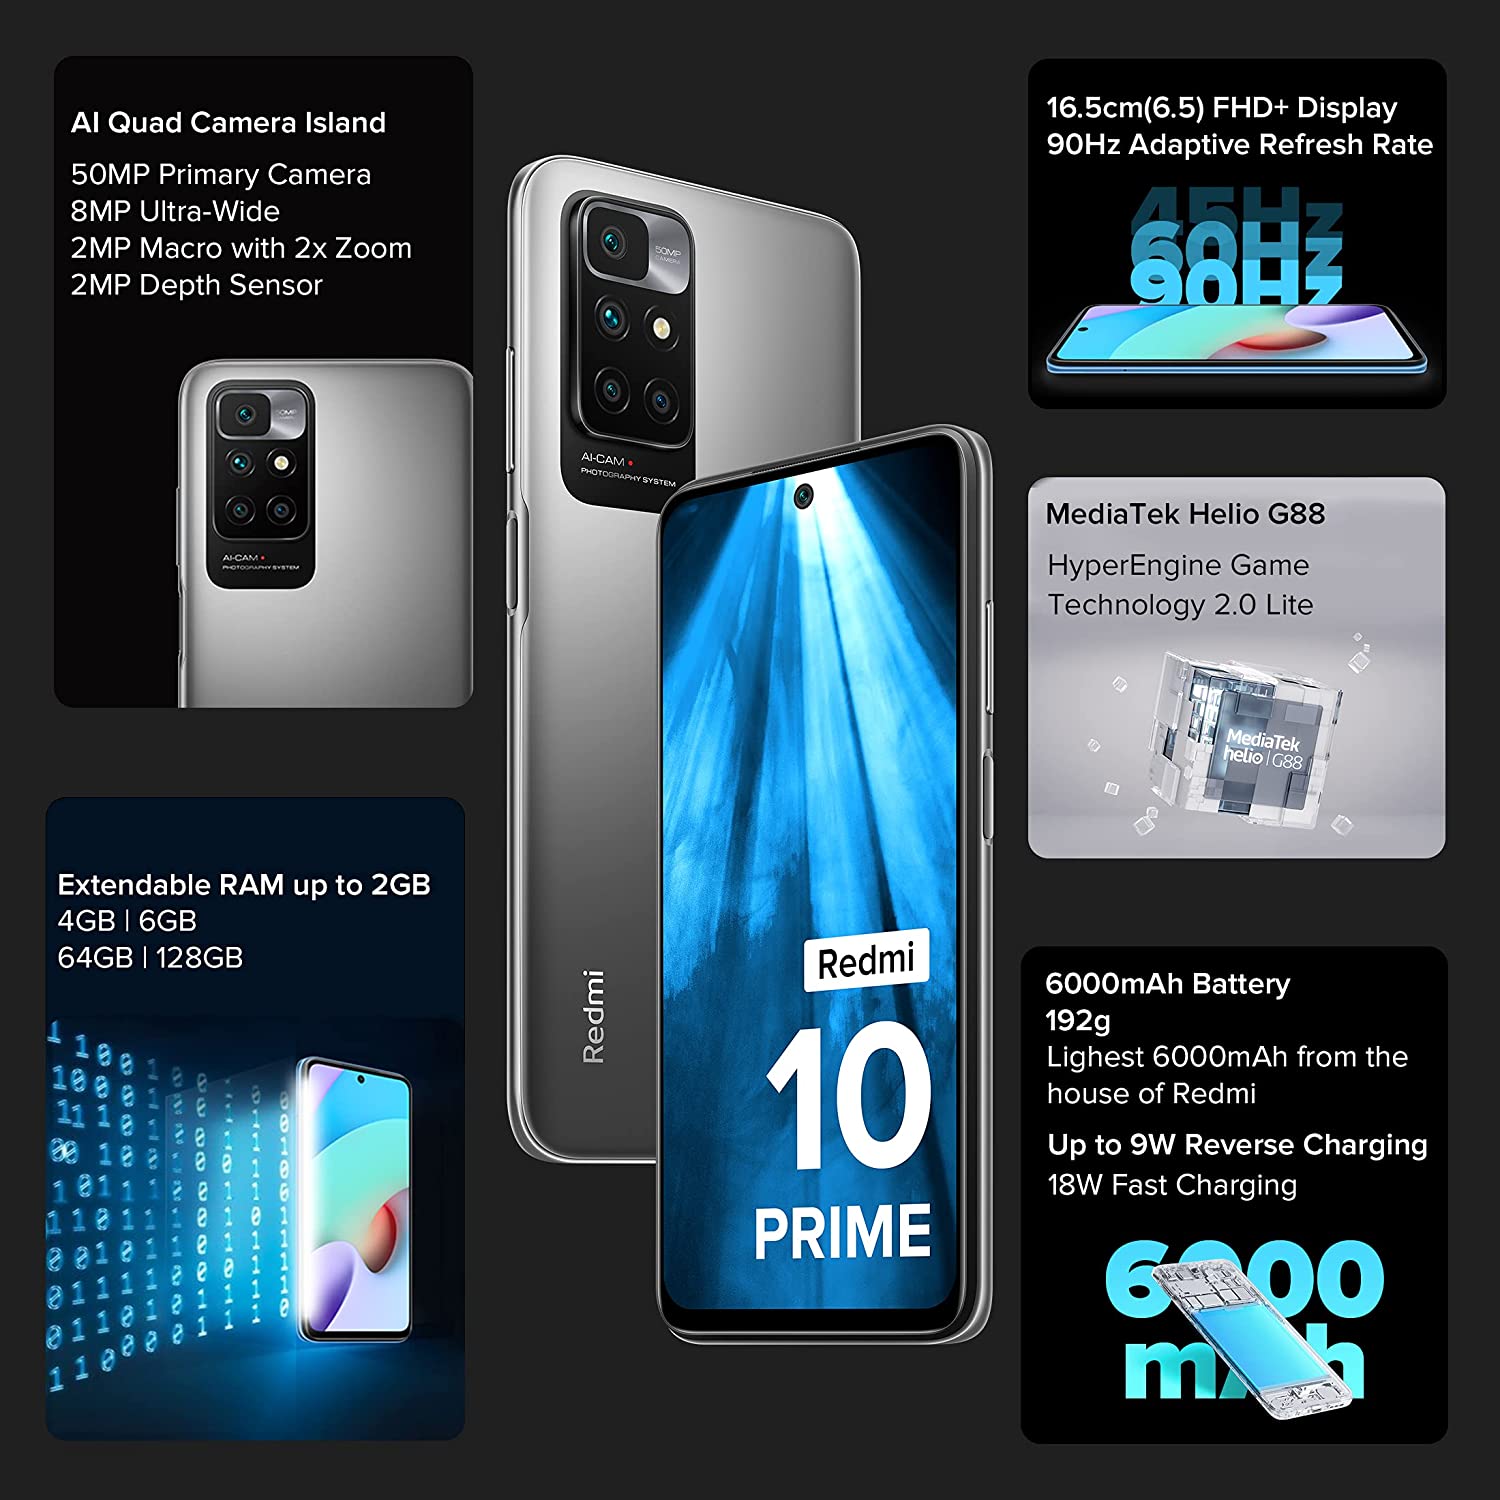 AI Quad Camera Island
50MP Primary Camera
8MP Ultra-Wide
2MP Macro with 2x Zoom
2MP Depth Sensor
50MP
CAMERA
AI-CAM
PHOTOGRAPHY SYSTEM
50MP
CAMERA
AI-CAM
PHOTOGRAPHY SYSTEM
Redmi
Redmi
10
PRIME
16.5cm(6.5) FHD+ Display
90Hz Adaptive Refresh Rate
45Hz
60Hz
90Hz
MediaTek Helio G88
HyperEngine Game
Technology 2.0 Lite
MediaTek
helio | G88
Extendable RAM up to 2GB
4GB | 6GB
64GB | 128GB
6000mAh Battery
192g
Lighest 6000mAh from the
house of Redmi
Up to 9W Reverse Charging
18W Fast Charging
6000
mAh